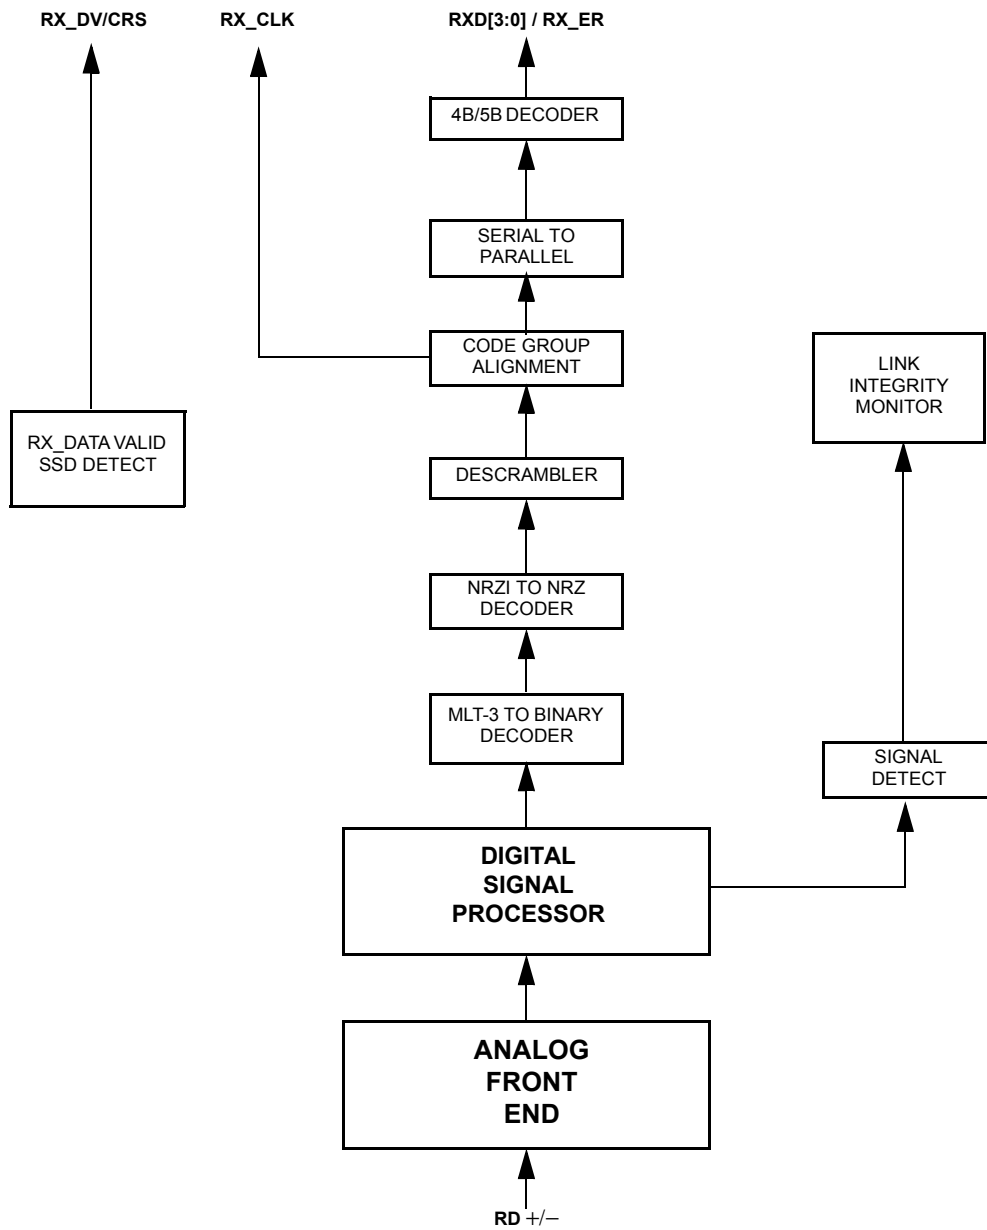 RX_DV/CRS RX_CLK RXD[3:0] / RX_ER
4B/5B DECODER
SERIAL TO
PARALLEL
CODE GROUP
ALIGNMENT
LINK
INTEGRITY
MONITOR
RX_DATA VALID
SSD DETECT
DESCRAMBLER
NRZI TO NRZ
DECODER
MLT-3 TO BINARY
DECODER
SIGNAL
DETECT
DIGITAL
SIGNAL
PROCESSOR
ANALOG
FRONT
END
RD +/−